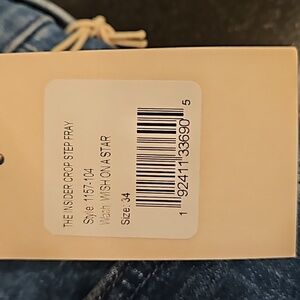 THE INSIDER CROP STEP FRAY
Style: 1157-104
Wash: WISH ON A STAR
Size: 34
1 92411 33690 5